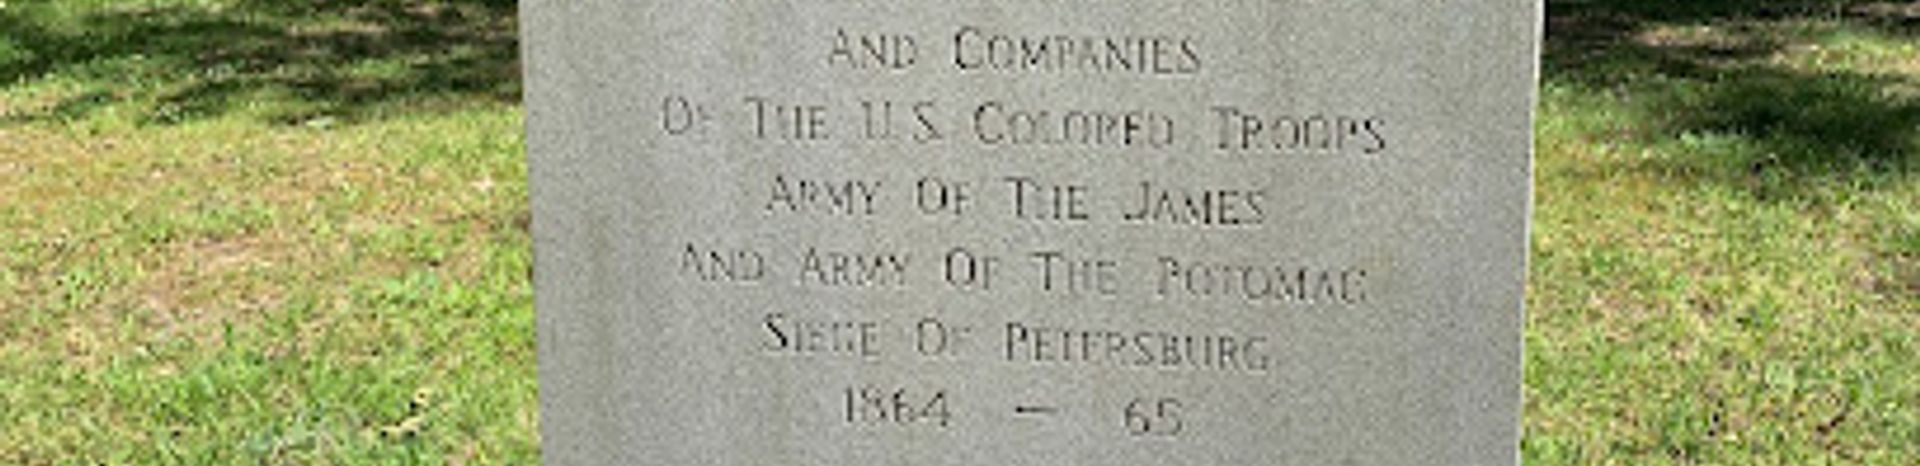 And Companies
Of The U.S. Colored Troops
Army Of The James
And Army Of The Potomac
Siege Of Petersburg
1864 – 65